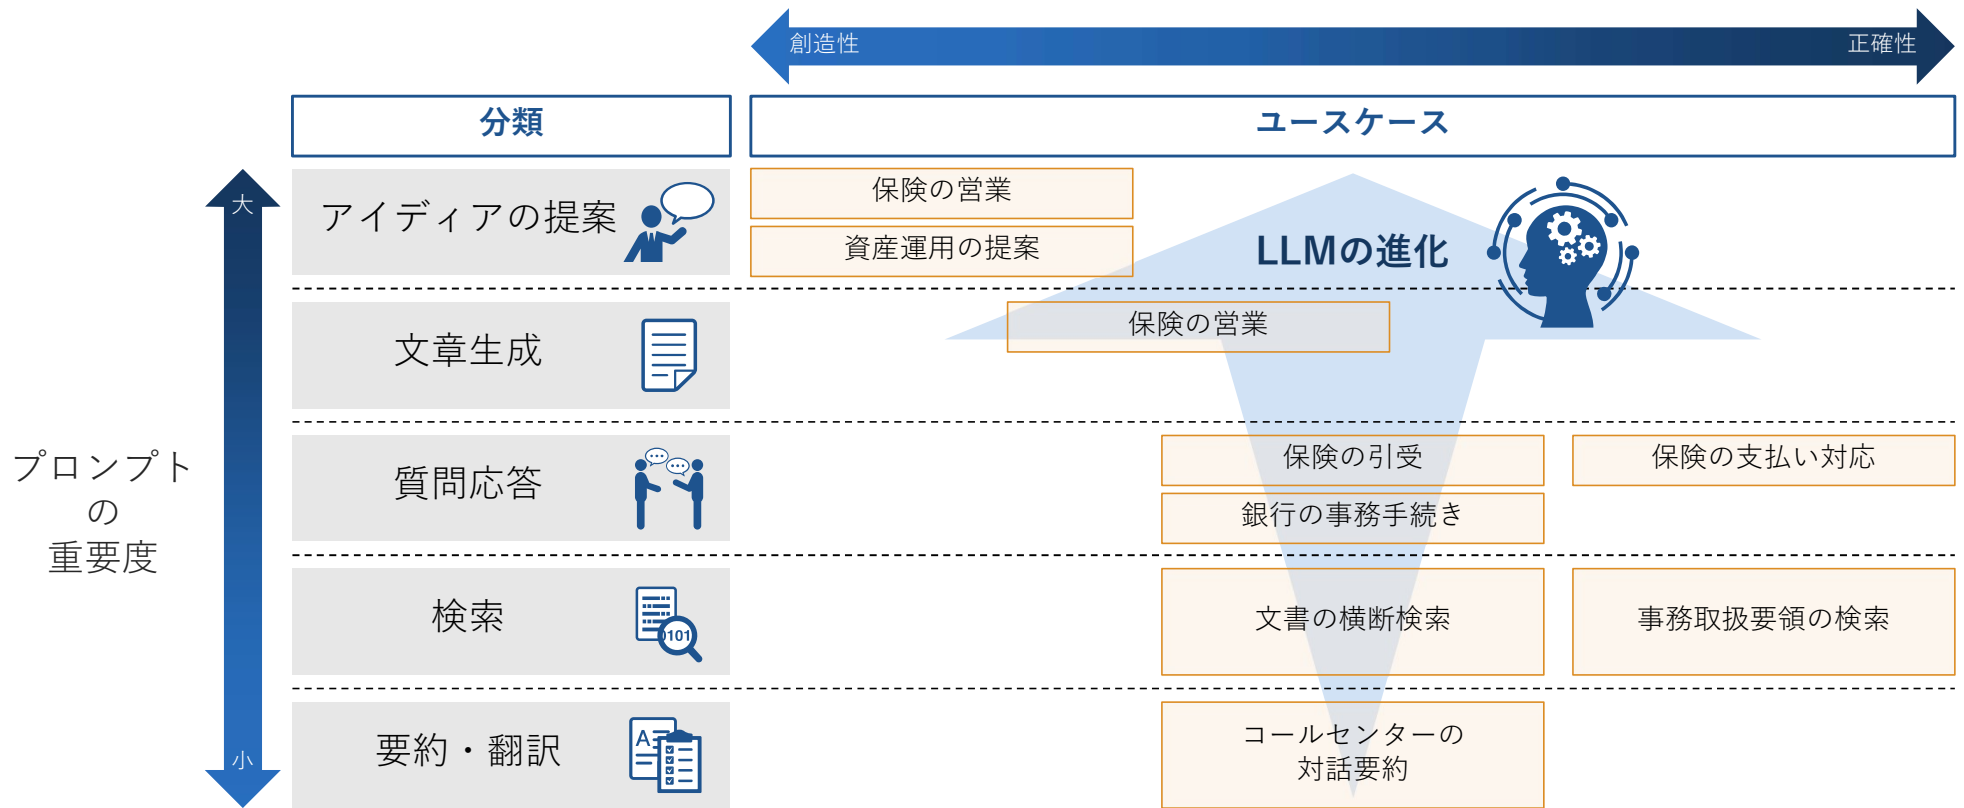 創造性
正確性
分類
ユースケース
大
アイディアの提案
保険の営業
資産運用の提案
LLMの進化
文章生成
保険の営業
プロンプト
の
重要度
質問応答
保険の引受
保険の支払い対応
銀行の事務手続き
検索
0101
文書の横断検索
事務取扱要領の検索
小
要約・翻訳
A
コールセンターの
対話要約